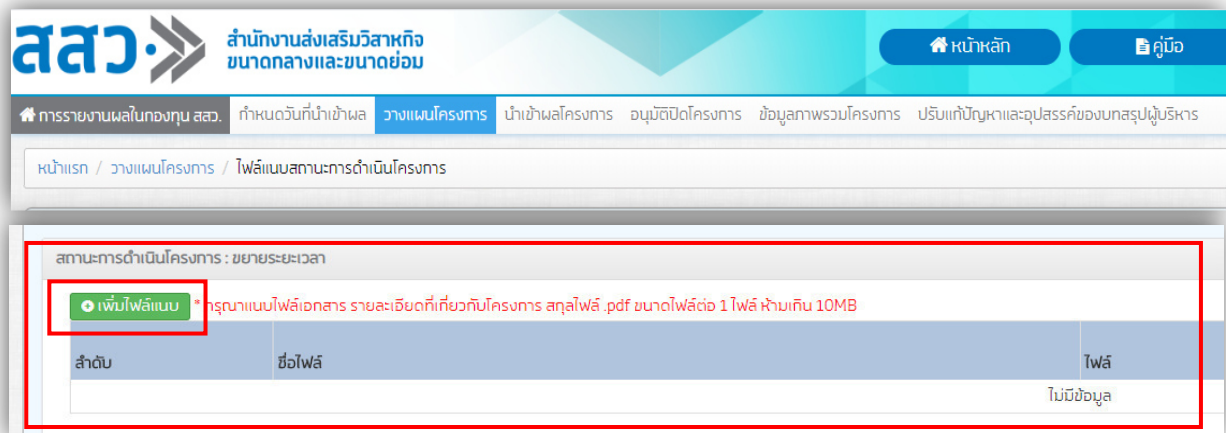 สสว. สำนักงานส่งเสริมวิสาหกิจ
ขนาดกลางและขนาดย่อม
หน้าหลัก คู่มือ
การรายงานผลในกองทุน สสว. กำหนดวันที่นำเข้าผล วางแผนโครงการ นำเข้าผลโครงการ อนุมัติปิดโครงการ ข้อมูลภาพรวมโครงการ ปรับแก้ปัญหาและอุปสรรค์ของบทสรุปผู้บริหาร
หน้าแรก / วางแผนโครงการ / ไฟล์แนบสถานะการดำเนินโครงการ
สถานะการดำเนินโครงการ : ขยายระยะเวลา
เพิ่มไฟล์แนบ * กรุณาแนบไฟล์เอกสาร รายละเอียดที่เกี่ยวกับโครงการ สกุลไฟล์ .pdf ขนาดไฟล์ต่อ 1 ไฟล์ ห้ามเกิน 10MB
ลำดับ ชื่อไฟล์ ไฟล์
ไม่มีข้อมูล